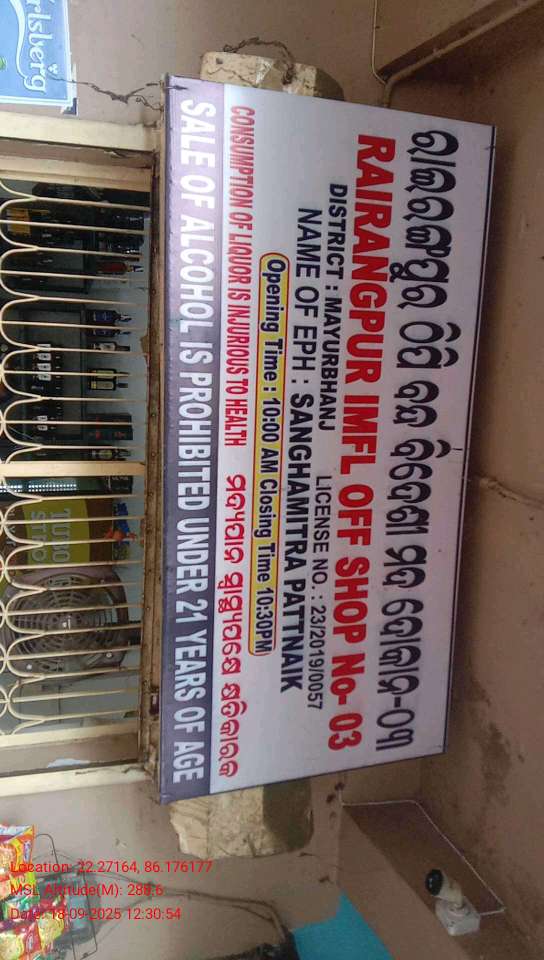 ରାଇରଙ୍ଗପୁର ଠିପି ବନ୍ଦ ବିଦେଶୀ ମଦ ଦୋକାନ-୦୩
RAIRANGPUR IMFL OFF SHOP No- 03
DISTRICT : MAYURBHANJ LICENSE NO. : 23/2019/0057
NAME OF EPH : SANGHAMITRA PATTNAIK
Opening Time : 10:00 AM Closing Time 10:30PM
CONSUMPTION OF LIQUOR IS INJURIOUS TO HEALTH ମଦ୍ୟପାନ ସ୍ୱାସ୍ଥ୍ୟପକ୍ଷେ ହାନିକାରକ
SALE OF ALCOHOL IS PROHIBITED UNDER 21 YEARS OF AGE
Location: 22.27164, 86.176177
MSL Altitude(M): 288.6
Date: 18-09-2025 12:30:54